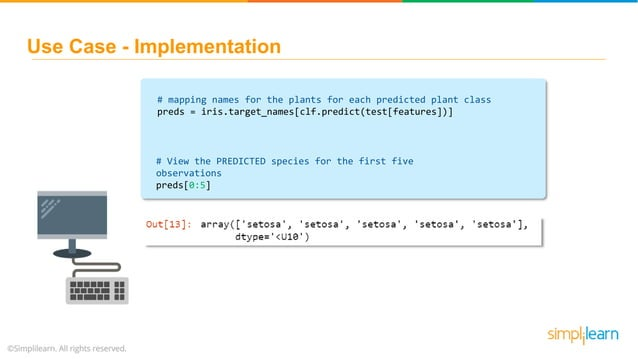 Use Case - Implementation
# mapping names for the plants for each predicted plant class
preds = iris.target_names[clf.predict(test[features])]
# View the PREDICTED species for the first five
observations
preds[0:5]
Out[13]: array(['setosa', 'setosa', 'setosa', 'setosa', 'setosa'],
dtype='<U10')
simplilearn
©Simplilearn. All rights reserved.